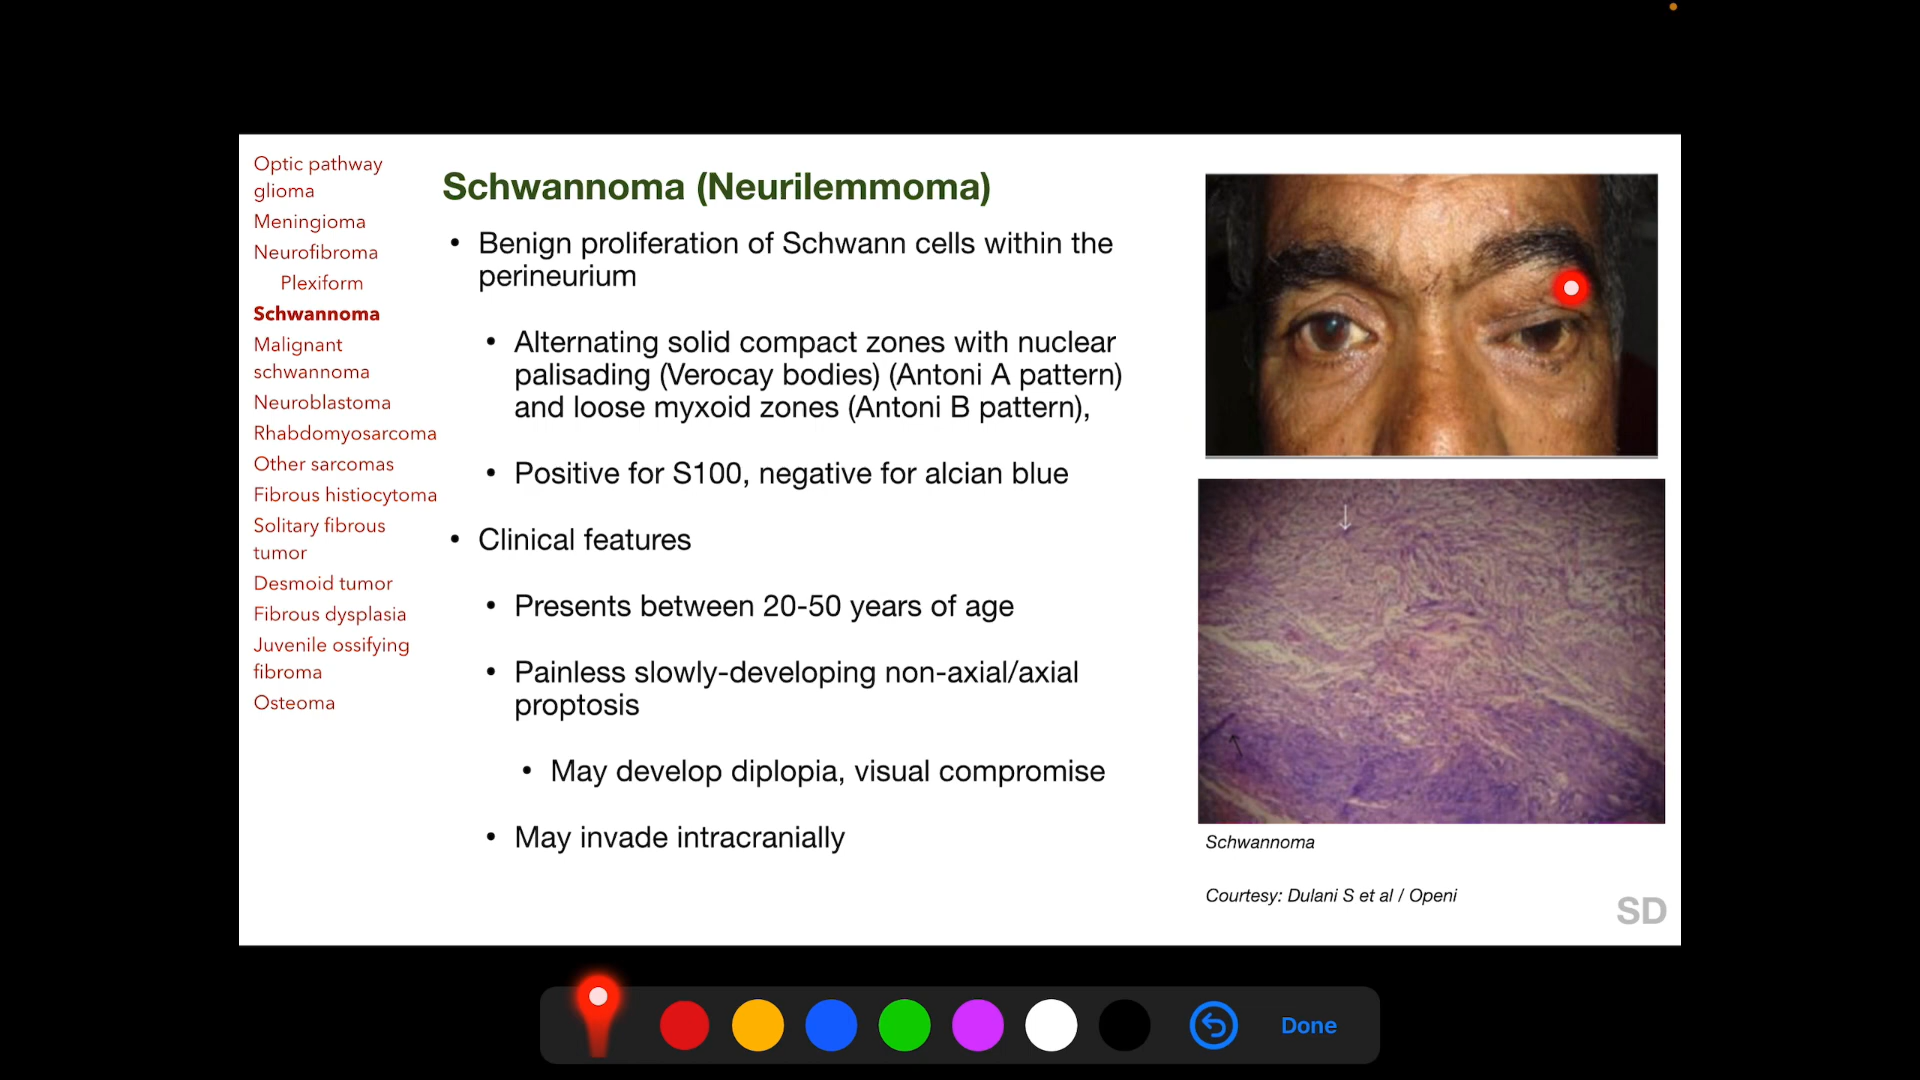 Optic pathway
glioma
Meningioma
Neurofibroma
Plexiform
Schwannoma
Malignant
schwannoma
Neuroblastoma
Rhabdomyosarcoma
Other sarcomas
Fibrous histiocytoma
Solitary fibrous
tumor
Desmoid tumor
Fibrous dysplasia
Juvenile ossifying
fibroma
Osteoma
Schwannoma (Neurilemmoma)
• Benign proliferation of Schwann cells within the
perineurium
• Alternating solid compact zones with nuclear
palisading (Verocay bodies) (Antoni A pattern)
and loose myxoid zones (Antoni B pattern),
• Positive for S100, negative for alcian blue
• Clinical features
• Presents between 20-50 years of age
• Painless slowly-developing non-axial/axial
proptosis
• May develop diplopia, visual compromise
• May invade intracranially
Schwannoma
Courtesy: Dulani S et al / Openi
SD
Done